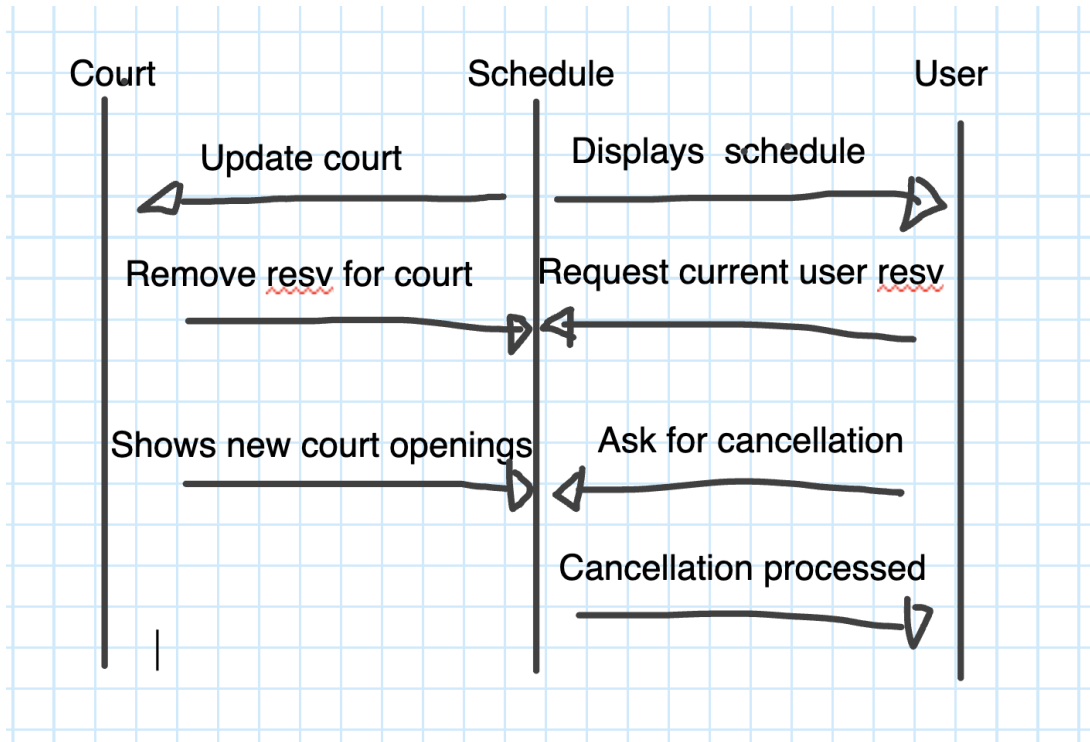 Court Schedule User
Update court Displays schedule
Remove resv for court Request current user resv
Shows new court openings Ask for cancellation
Cancellation processed